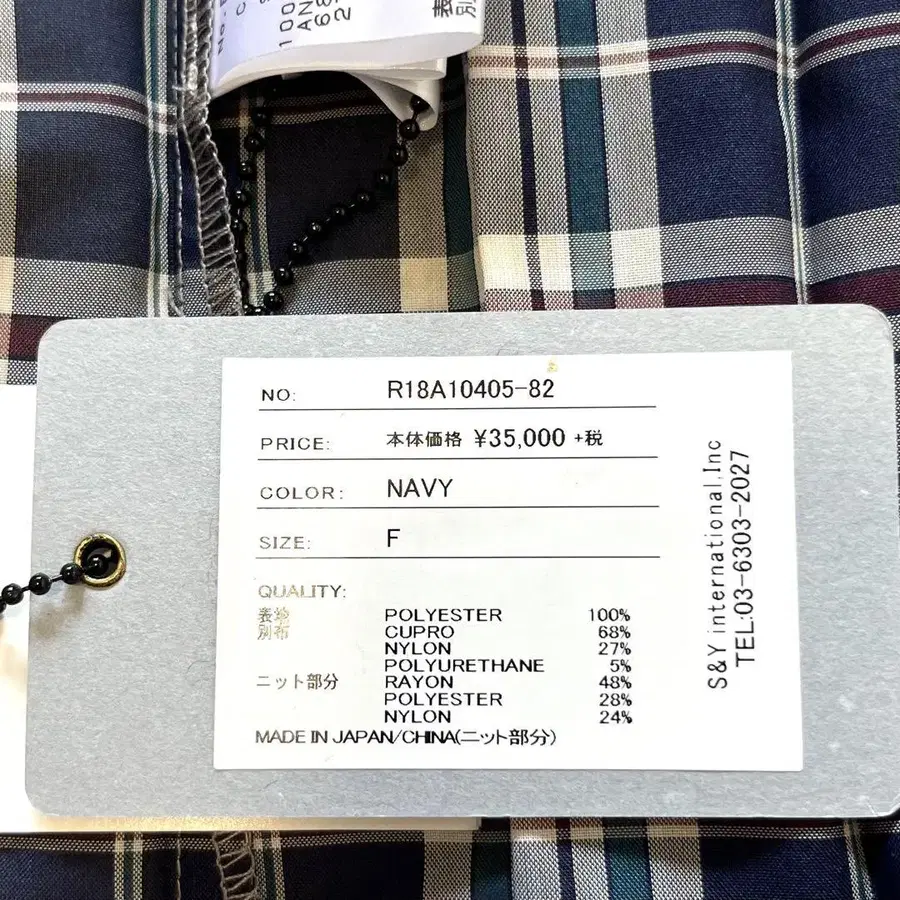 表
別
NO: R18A10405-82
PRICE: 本体価格 ¥35,000 +税
COLOR: NAVY
SIZE: F
QUALITY:
表地 POLYESTER 100%
別布 CUPRO 68%
NYLON 27%
POLYURETHANE 5%
ニット部分 RAYON 48%
POLYESTER 28%
NYLON 24%
MADE IN JAPAN/CHINA(ニット部分)
S&Y international,Inc
TEL:03-6303-2027